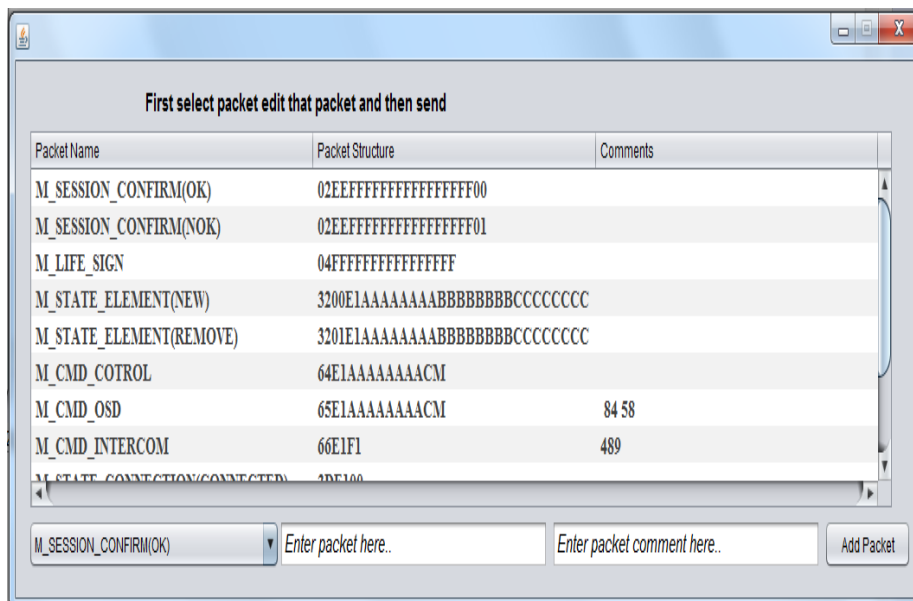 First select packet edit that packet and then send
Packet Name Packet Structure Comments
M_SESSION_CONFIRM(OK) 02EEFFFFFFFFFFFFFFFF00
M_SESSION_CONFIRM(NOK) 02EEFFFFFFFFFFFFFFFF01
M_LIFE_SIGN 04FFFFFFFFFFFFFFFF
M_STATE_ELEMENT(NEW) 3200E1AAAAAAAABBBBBBBBCCCCCCCC
M_STATE_ELEMENT(REMOVE) 3201E1AAAAAAAABBBBBBBBCCCCCCCC
M_CMD_COTROL 64E1AAAAAAAACM
M_CMD_OSD 65E1AAAAAAAACM 84 58
M_CMD_INTERCOM 66E1F1 489
M_STATE_CONNECTION(CONNECTED)
M_SESSION_CONFIRM(OK) Enter packet here.. Enter packet comment here.. Add Packet